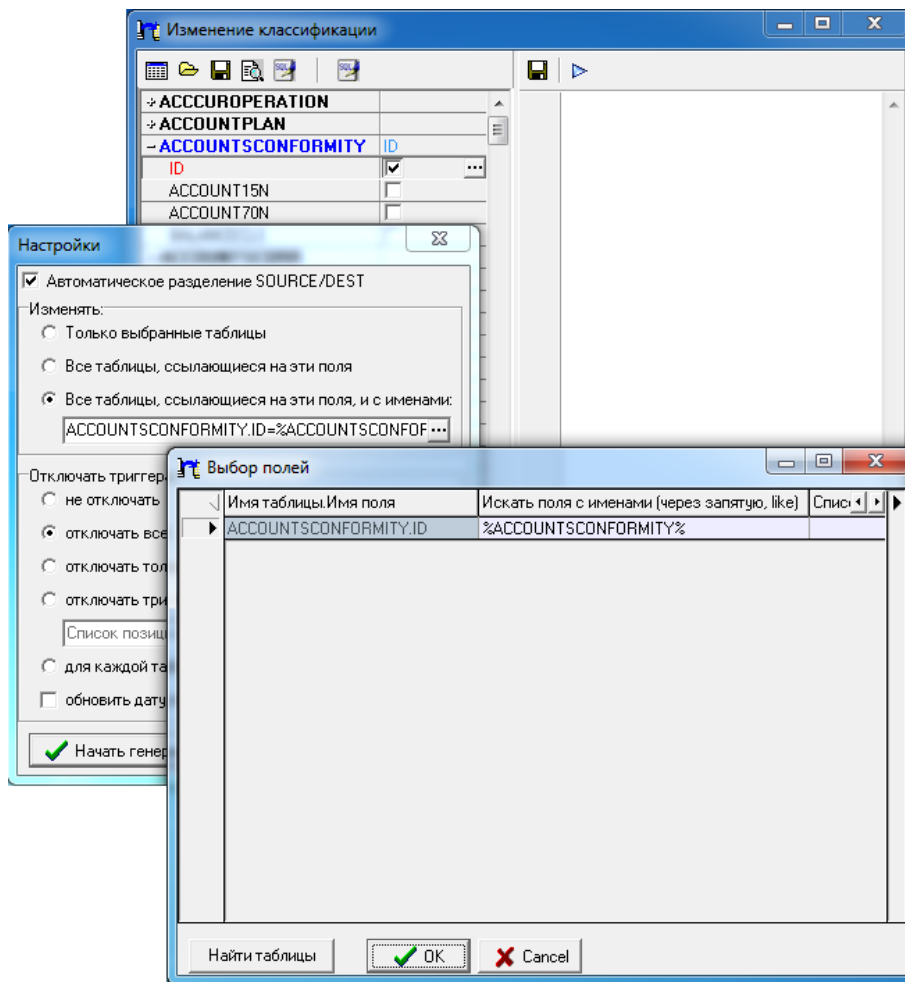 Изменение классификации
ACCCUROPERATION
ACCOUNTPLAN
ACCOUNTSCONFORMITY ID
ID
ACCOUNT15N
ACCOUNT70N
Настройки
Автоматическое разделение SOURCE/DEST
Изменять:
Только выбранные таблицы
Все таблицы, ссылающиеся на эти поля
Все таблицы, ссылающиеся на эти поля, и с именами:
ACCOUNTSCONFORMITY.ID=%ACCOUNTSCONFOR
Отключать триггер
не отключать
отключать все
отключать тол
отключать три
Список позиц
для каждой та
обновить дату
Начать генер
Выбор полей
Имя таблицы.Имя поля Искать поля с именами (через запятую, like) Списо
ACCOUNTSCONFORMITY.ID %ACCOUNTSCONFORMITY%
Найти таблицы OK Cancel